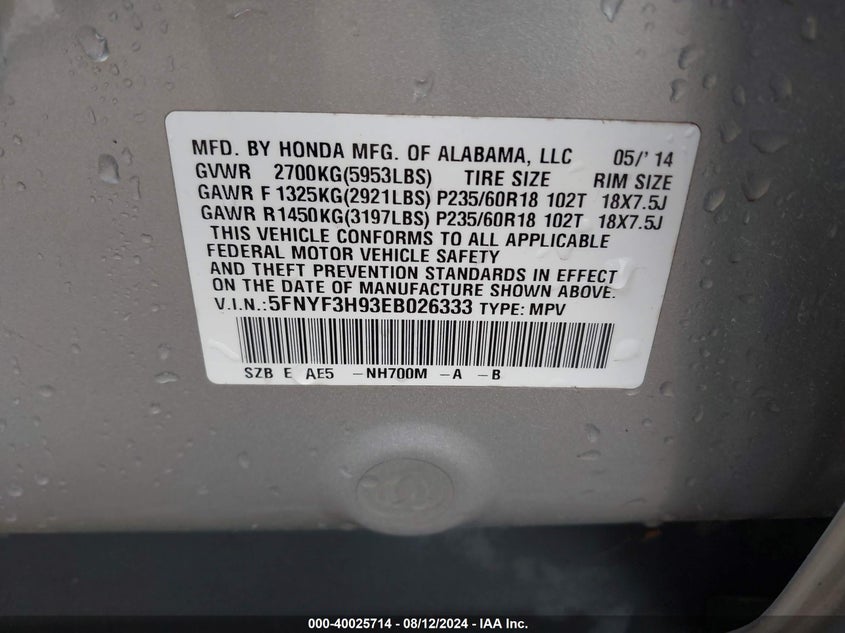 MFD. BY HONDA MFG. OF ALABAMA, LLC 05/'14
GVWR 2700KG(5953LBS) TIRE SIZE RIM SIZE
GAWR F 1325KG(2921LBS) P235/60R18 102T 18X7.5J
GAWR R1450KG(3197LBS) P235/60R18 102T 18X7.5J
THIS VEHICLE CONFORMS TO ALL APPLICABLE
FEDERAL MOTOR VEHICLE SAFETY
AND THEFT PREVENTION STANDARDS IN EFFECT
ON THE DATE OF MANUFACTURE SHOWN ABOVE.
V.I.N.:5FNYF3H93EB026333 TYPE: MPV
SZB E AE5 -NH700M -A -B
000-40025714 - 08/12/2024 - IAA Inc.